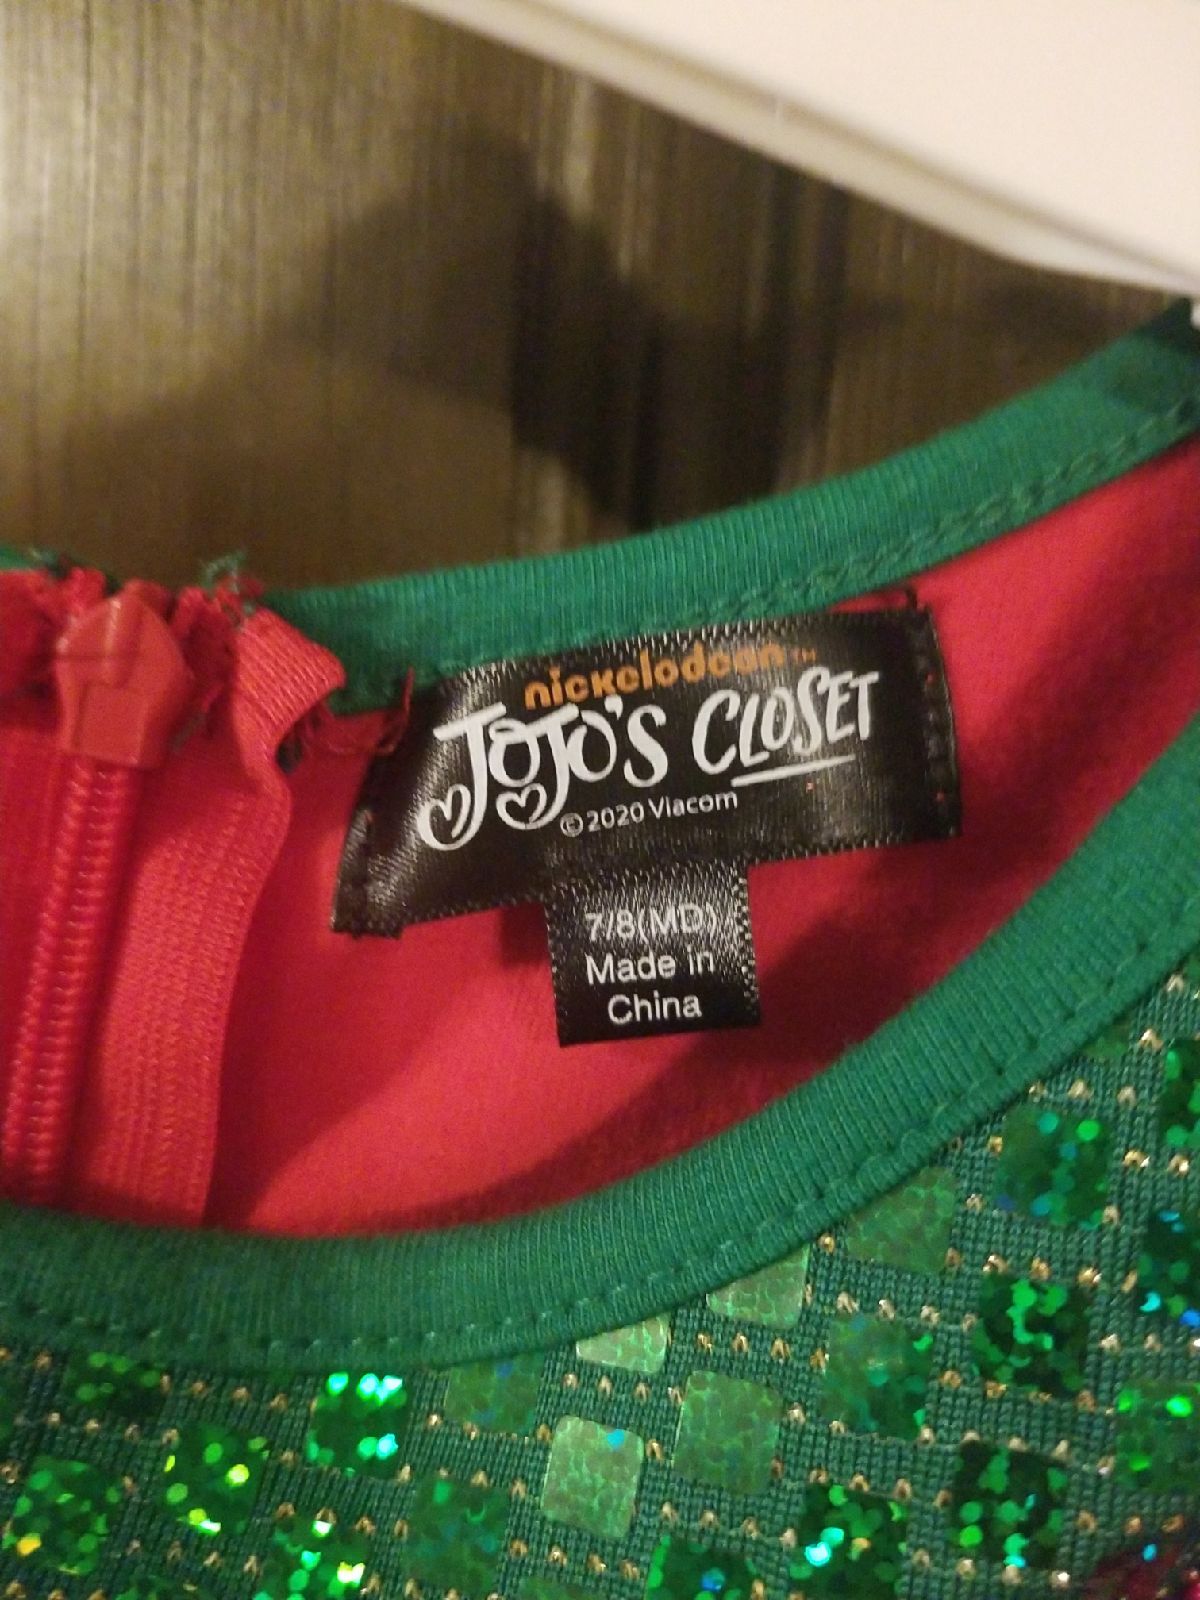 nickelodeon™
JoJo's Closet
©2020 Viacom
7/8(MD)
Made in
China